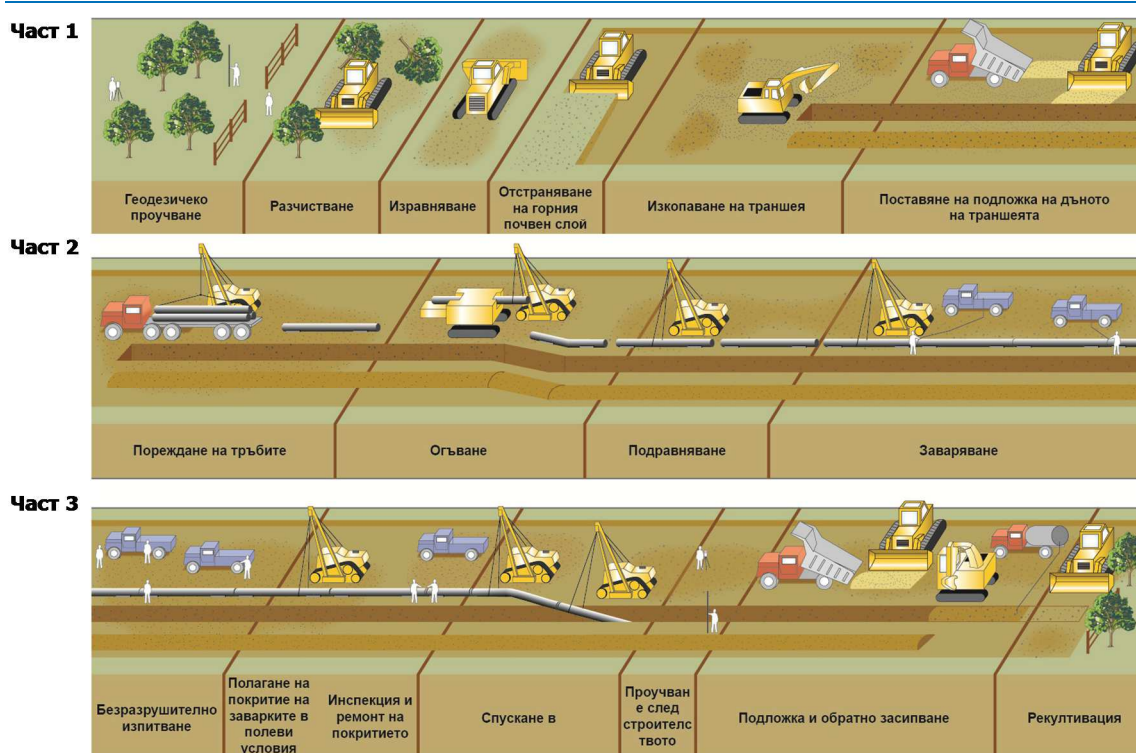 Част 1
Геодезичеко
проучване
Разчистване
Изравняване
Отстраняване
на горния
почвен слой
Изкопаване на траншея
Поставяне на подложка на дъното
на траншеята
Част 2
Пореждане на тръбите
Огъване
Подравняване
Заваряване
Част 3
Безразрушително
изпитване
Полагане на
покритие на
заварките в
полеви
условия
Инспекция и
ремонт на
покритието
Спускане в
Проучван
е след
строителс
твото
Подложка и обратно засипване
Рекултивация